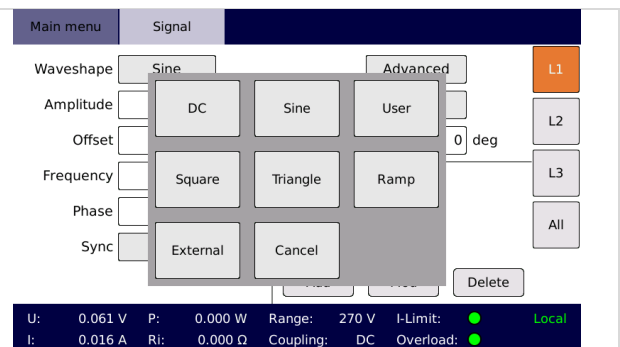 Main menu Signal
Waveshape Sine Advanced L1
Amplitude DC Sine User L2
Offset 0 deg
Frequency Square Triangle Ramp L3
Phase All
Sync External Cancel
Delete
U: 0.061 V P: 0.000 W Range: 270 V I-Limit: Local
I: 0.016 A Ri: 0.000 Ω Coupling: DC Overload: